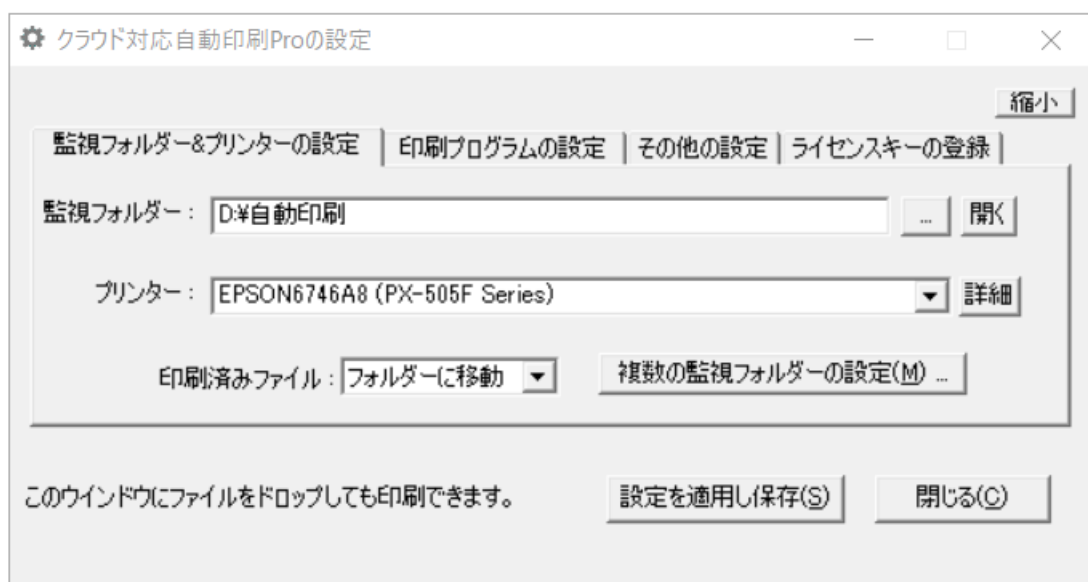 クラウド対応自動印刷Proの設定
縮小
監視フォルダー&プリンターの設定 印刷プログラムの設定 その他の設定 ライセンスキーの登録
監視フォルダー： D:¥自動印刷 ... 開く
プリンター： EPSON6746A8 (PX-505F Series) 詳細
印刷済みファイル： フォルダーに移動 複数の監視フォルダーの設定(M) ...
このウインドウにファイルをドロップしても印刷できます。 設定を適用し保存(S) 閉じる(C)